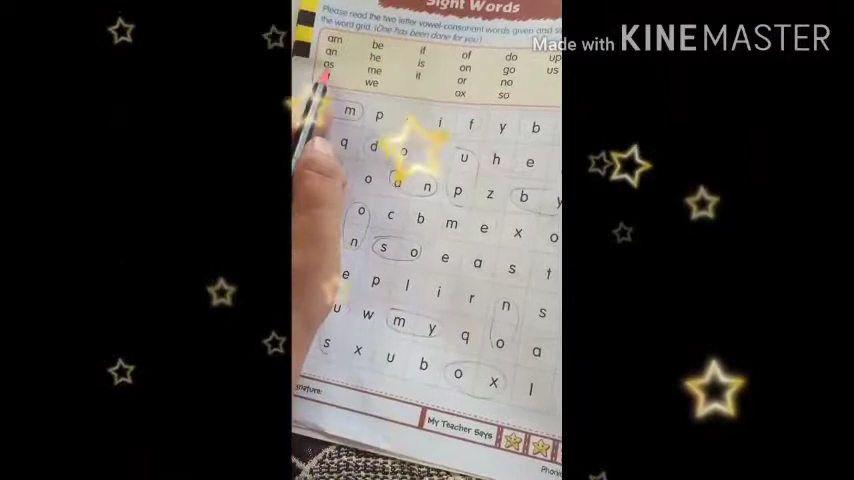 Sight Words
Please read the two letter vowel-consonant words given and
the word grid. (One has been done for you)
Made with KINEMASTER
am be if of do up
an he is on go us
as me it or no
we ox so
m p i f y b
q d o u h e
o a n p z b y
o c b m e x o
n s o e a s t
e p l i r n s
u w m y q o a
s x u b o x l
My Teacher Says